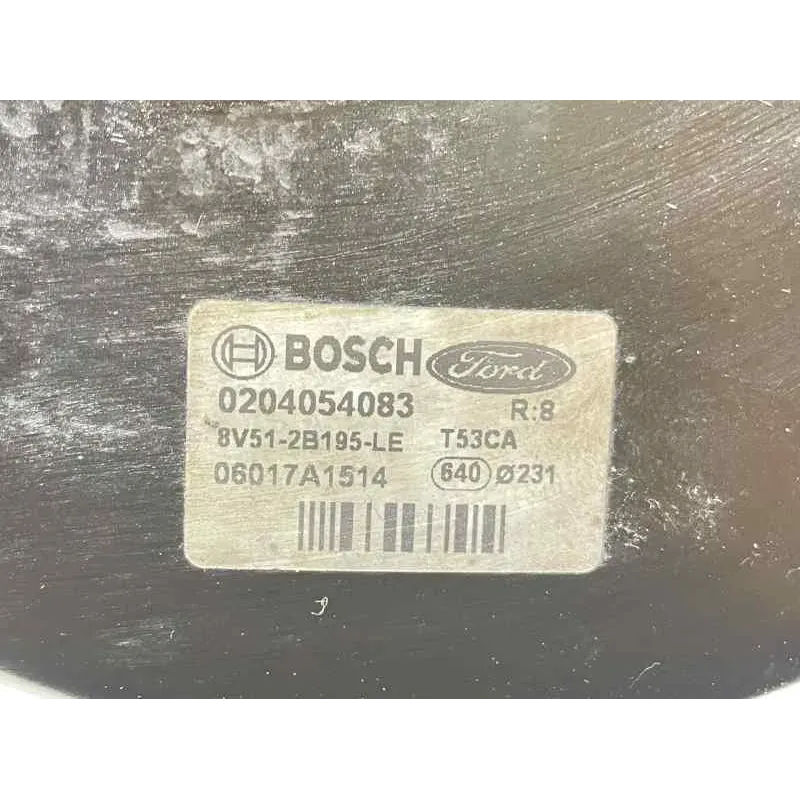 BOSCH Ford
0204054083 R:8
8V51-2B195-LE T53CA
06017A1514 640 Ø231